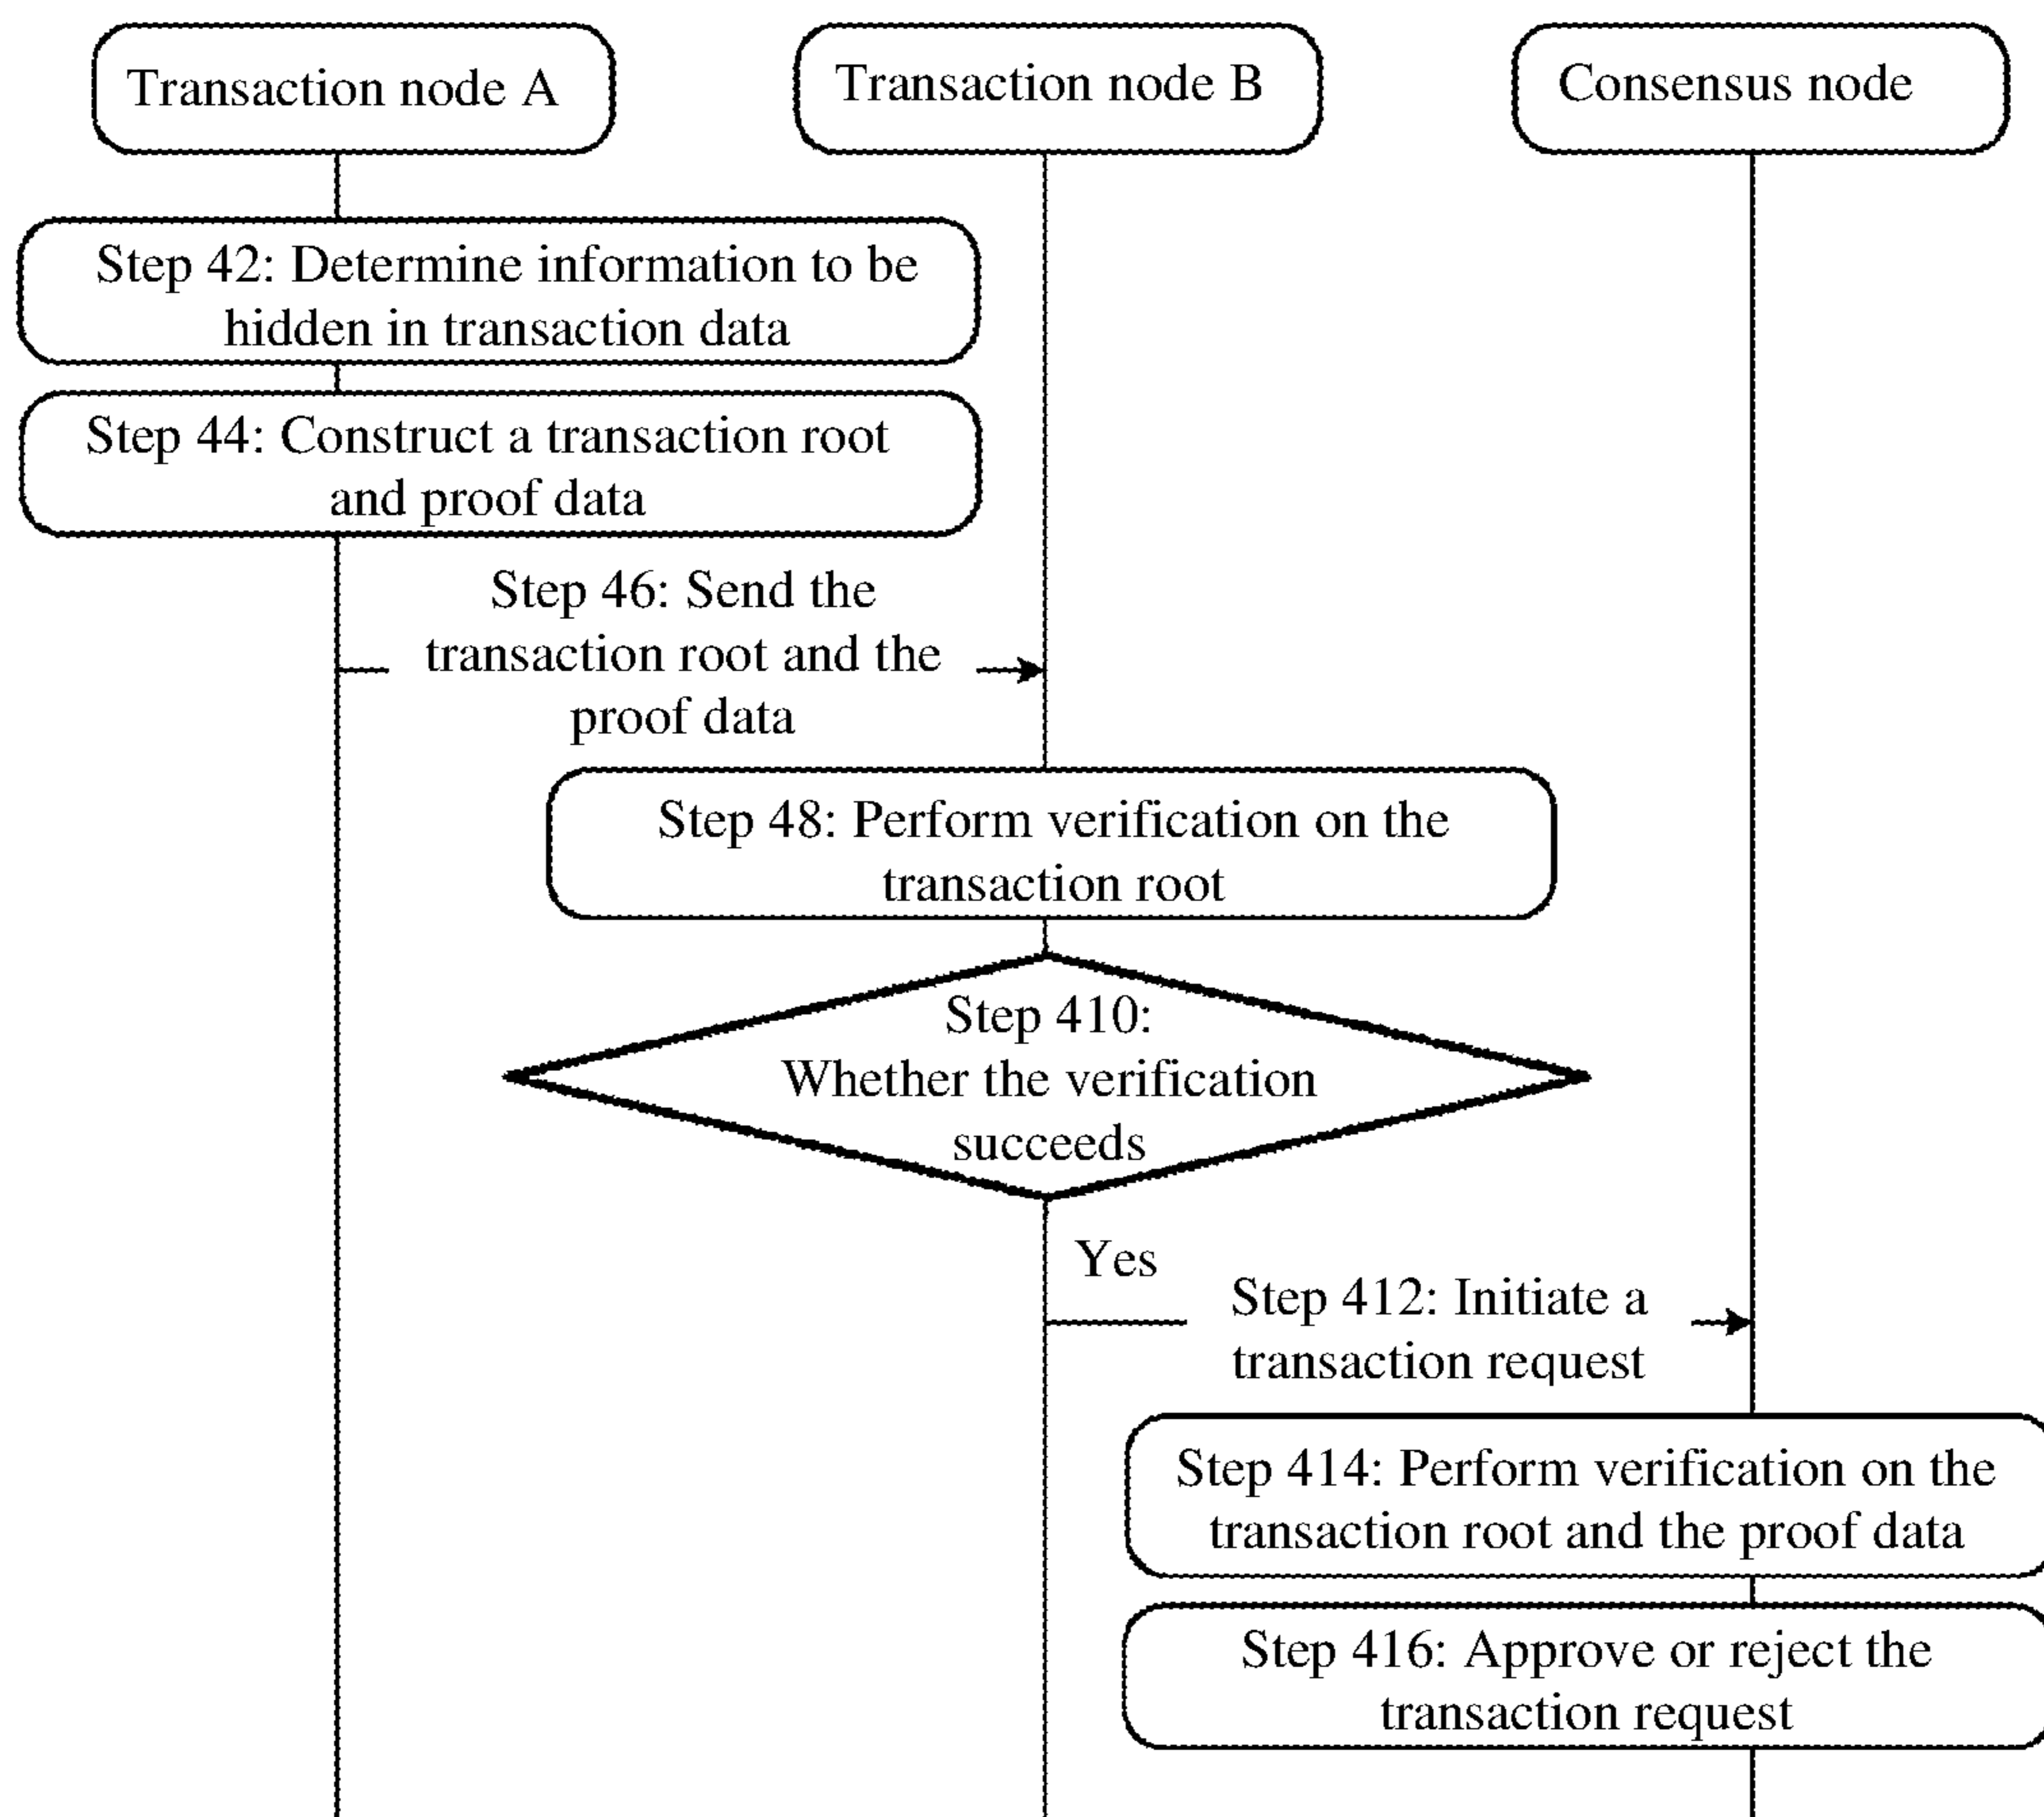 Transaction node A
Transaction node B
Consensus node
Step 42: Determine information to be
hidden in transaction data
Step 44: Construct a transaction root
and proof data
Step 46: Send the
transaction root and the
proof data
Step 48: Perform verification on the
transaction root
Step 410:
Whether the verification
succeeds
Yes
Step 412: Initiate a
transaction request
Step 414: Perform verification on the
transaction root and the proof data
Step 416: Approve or reject the
transaction request